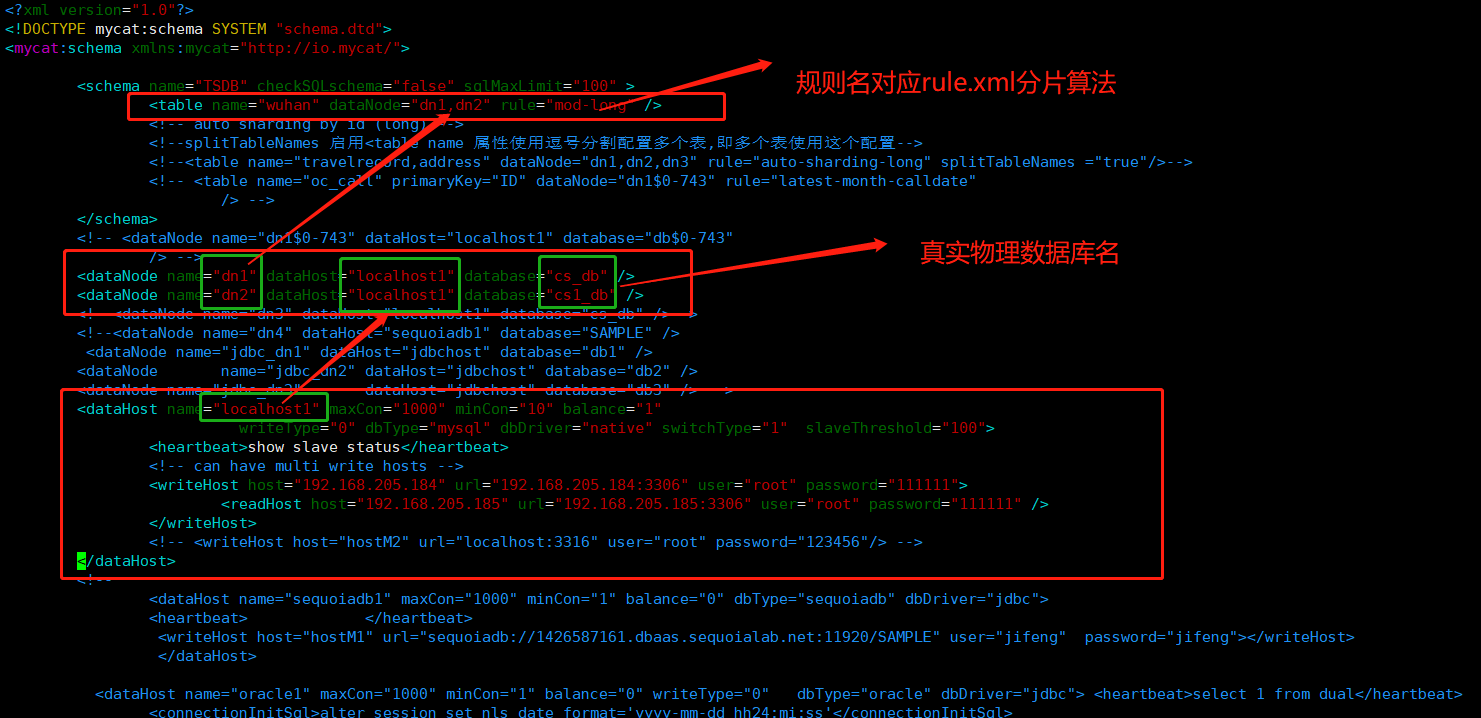 <?xml version="1.0"?>
<!DOCTYPE mycat:schema SYSTEM "schema.dtd">
<mycat:schema xmlns:mycat="http://io.mycat/">
<schema name="TSDB" checkSQLschema="false" sqlMaxLimit="100" >
规则名对应rule.xml分片算法
<table name="wuhan" dataNode="dn1,dn2" rule="mod-long" />
<!-- auto sharding by id (long) -->
<!--splitTableNames 启用<table name 属性使用逗号分割配置多个表,即多个表使用这个配置-->
<!--<table name="travelrecord,address" dataNode="dn1,dn2,dn3" rule="auto-sharding-long" splitTableNames ="true"/>-->
<!-- <table name="oc_call" primaryKey="ID" dataNode="dn1$0-743" rule="latest-month-calldate"
/> -->
</schema>
<!-- <dataNode name="dn1$0-743" dataHost="localhost1" database="db$0-743"
/> -->
真实物理数据库名
<dataNode name="dn1" dataHost="localhost1" database="cs_db" />
<dataNode name="dn2" dataHost="localhost1" database="cs1_db" />
<!-- <dataNode name="dn3" dataHost="localhost1" database="cs_db" /> -->
<!--<dataNode name="dn4" dataHost="sequoiadb1" database="SAMPLE" />
<dataNode name="jdbc_dn1" dataHost="jdbchost" database="db1" />
<dataNode name="jdbc_dn2" dataHost="jdbchost" database="db2" />
<dataNode name="jdbc_dn3" dataHost="jdbchost" database="db3" /> -->
<dataHost name="localhost1" maxCon="1000" minCon="10" balance="1"
writeType="0" dbType="mysql" dbDriver="native" switchType="1" slaveThreshold="100">
<heartbeat>show slave status</heartbeat>
<!-- can have multi write hosts -->
<writeHost host="192.168.205.184" url="192.168.205.184:3306" user="root" password="111111">
<readHost host="192.168.205.185" url="192.168.205.185:3306" user="root" password="111111" />
</writeHost>
<!-- <writeHost host="hostM2" url="localhost:3316" user="root" password="123456"/> -->
</dataHost>
<!--
<dataHost name="sequoiadb1" maxCon="1000" minCon="1" balance="0" dbType="sequoiadb" dbDriver="jdbc">
<heartbeat> </heartbeat>
<writeHost host="hostM1" url="sequoiadb://1426587161.dbaas.sequoialab.net:11920/SAMPLE" user="jifeng" password="jifeng"></writeHost>
</dataHost>
<dataHost name="oracle1" maxCon="1000" minCon="1" balance="0" writeType="0" dbType="oracle" dbDriver="jdbc"> <heartbeat>select 1 from dual</heartbeat>
<connectionInitSql>alter session set nls_date_format='yyyy-mm-dd hh24:mi:ss'</connectionInitSql>